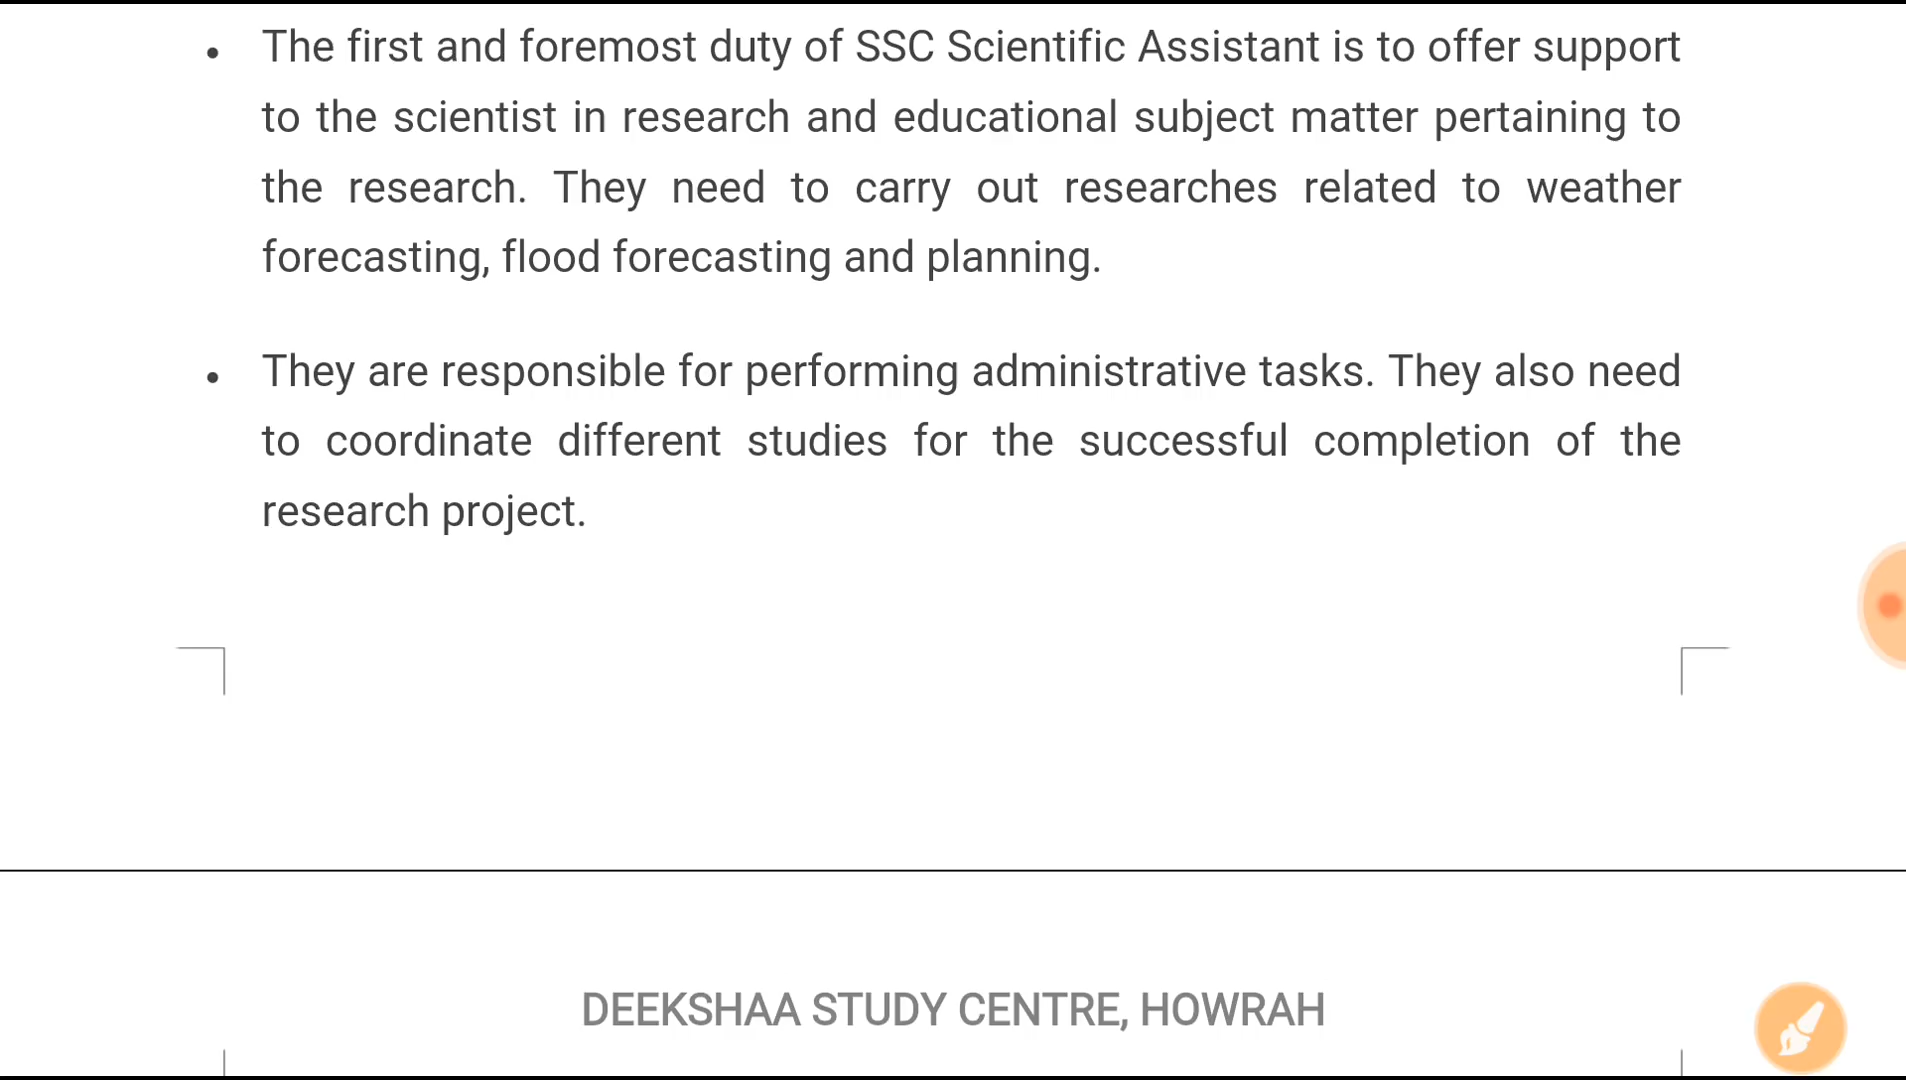 • The first and foremost duty of SSC Scientific Assistant is to offer support
to the scientist in research and educational subject matter pertaining to
the research. They need to carry out researches related to weather
forecasting, flood forecasting and planning.
• They are responsible for performing administrative tasks. They also need
to coordinate different studies for the successful completion of the
research project.
DEEKSHAA STUDY CENTRE, HOWRAH